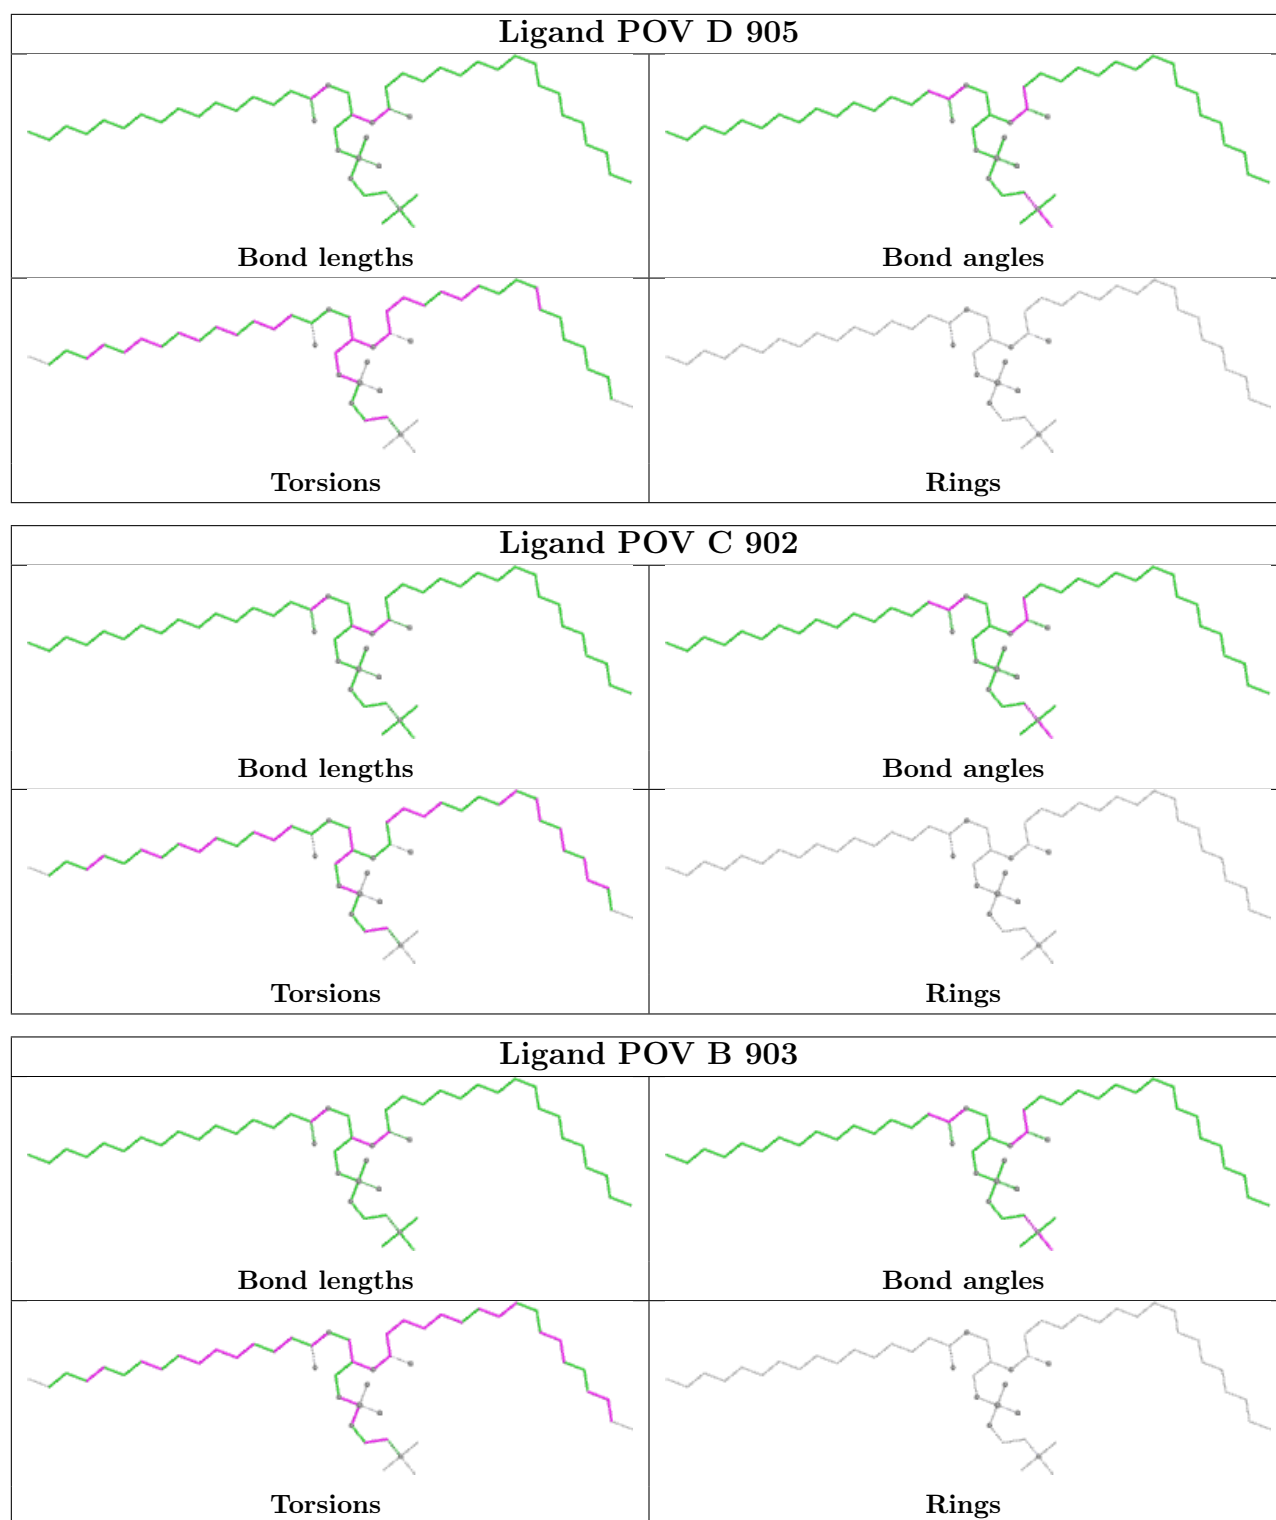 Ligand POV D 905
Bond lengths
Bond angles
Torsions
Rings
Ligand POV C 902
Bond lengths
Bond angles
Torsions
Rings
Ligand POV B 903
Bond lengths
Bond angles
Torsions
Rings